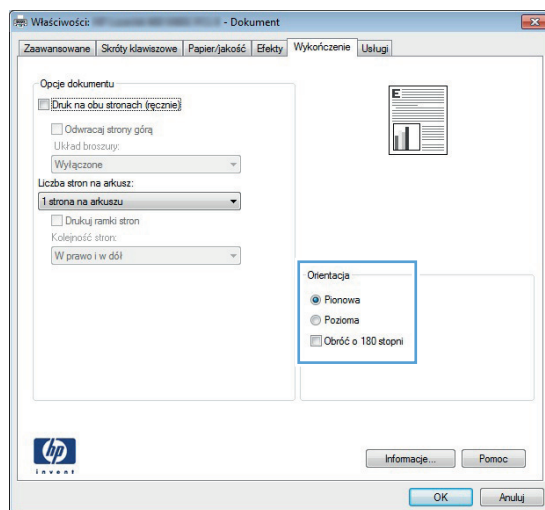 Właściwości: - Dokument
Zaawansowane Skróty klawiszowe Papier/jakość Efekty Wykończenie Usługi
Opcje dokumentu
Druk na obu stronach (ręcznie)
Odwracaj strony górą
Układ broszury:
Wyłączone
Liczba stron na arkusz:
1 strona na arkuszu
Drukuj ramki stron
Kolejność stron:
W prawo i w dół
E
Orientacja
Pionowa
Pozioma
Obróć o 180 stopni
hp
invent
Informacje... Pomoc
OK Anuluj